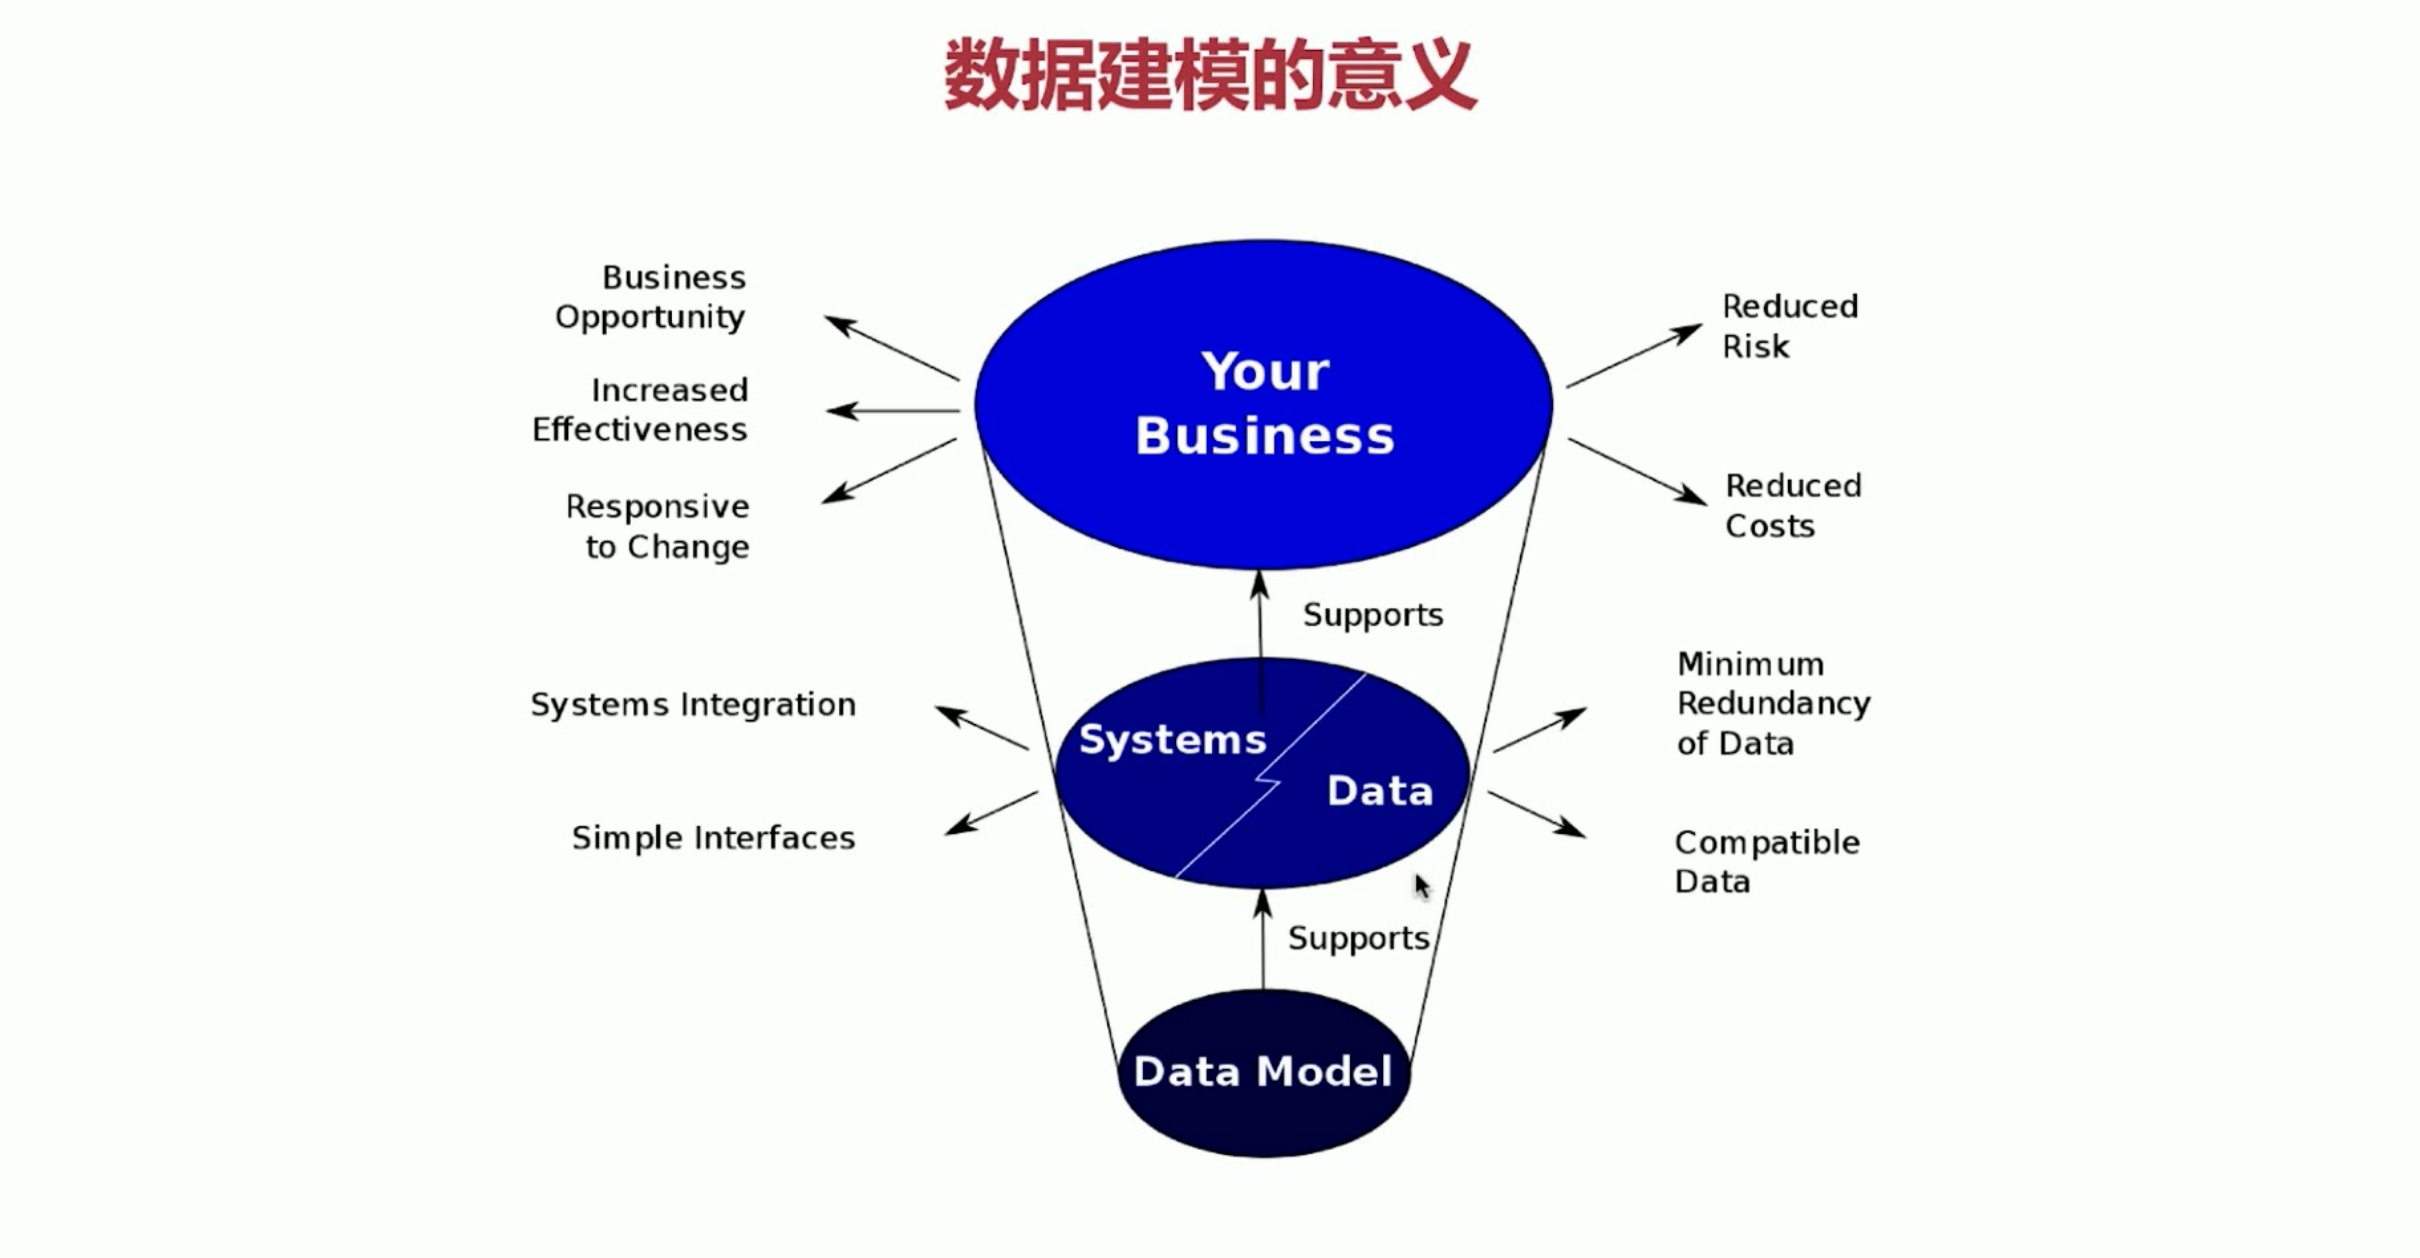 数据建模的意义
Business
Opportunity
Increased
Effectiveness
Responsive
to Change
Your
Business
Reduced
Risk
Reduced
Costs
Supports
Systems Integration
Simple Interfaces
Systems
Data
Minimum
Redundancy
of Data
Compatible
Data
Supports
Data Model